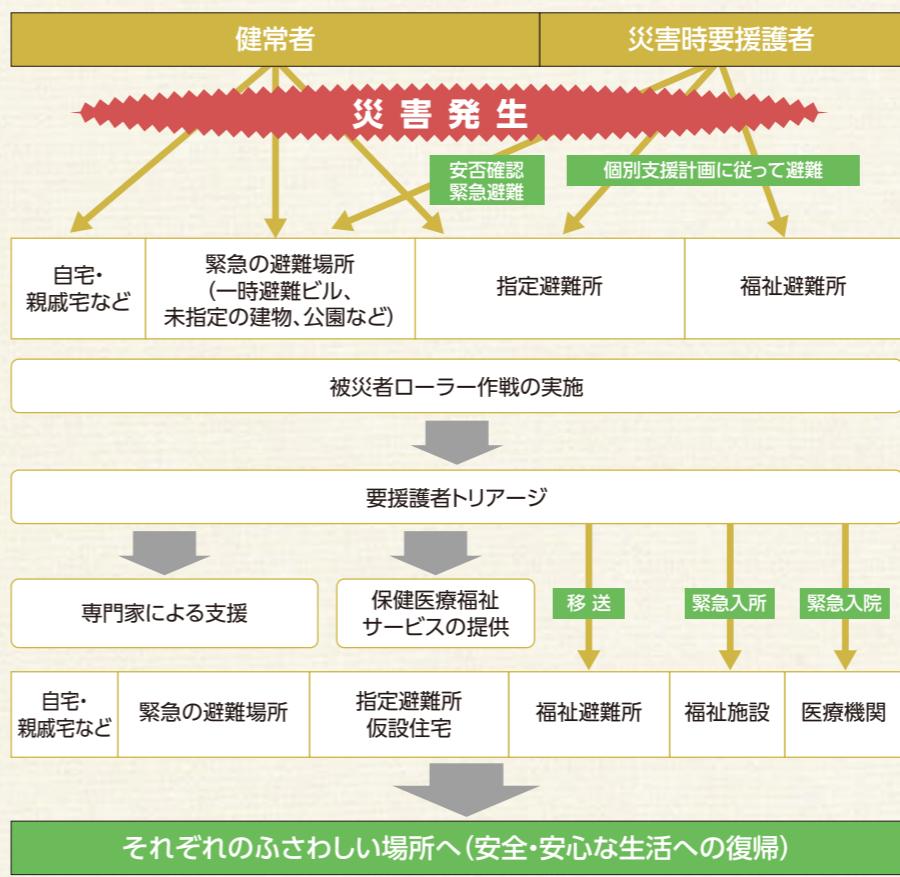 健常者
災害時要援護者
災害発生
安否確認
緊急避難
個別支援計画に従って避難
自宅・
親戚宅など
緊急の避難場所
(一時避難ビル、
未指定の建物、公園など)
指定避難所
福祉避難所
被災者ローラー作戦の実施
要援護者トリアージ
専門家による支援
保健医療福祉
サービスの提供
移送
緊急入所
緊急入院
自宅・
親戚宅など
緊急の避難場所
指定避難所
仮設住宅
福祉避難所
福祉施設
医療機関
それぞれのふさわしい場所へ(安全・安心な生活への復帰)